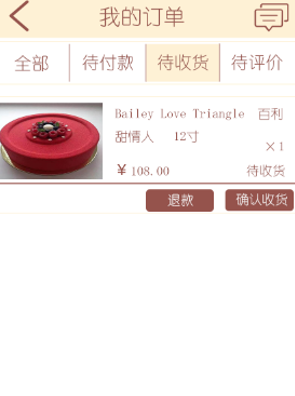 我的订单
全部 待付款 待收货 待评价
Bailey Love Triangle 百利
甜情人 12寸
×1
¥108.00 待收货
退款 确认收货